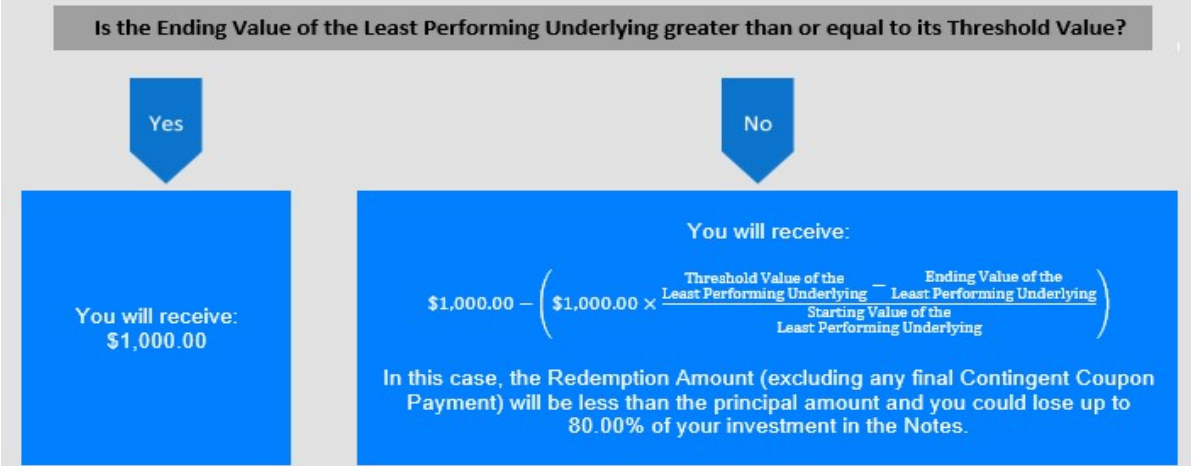 Is the Ending Value of the Least Performing Underlying greater than or equal to its Threshold Value?
Yes
No
You will receive:
$1,000.00
You will receive:
$1,000.00 − ($1,000.00 × (Threshold Value of the Least Performing Underlying − Ending Value of the Least Performing Underlying) / Starting Value of the Least Performing Underlying)
In this case, the Redemption Amount (excluding any final Contingent Coupon
Payment) will be less than the principal amount and you could lose up to
80.00% of your investment in the Notes.